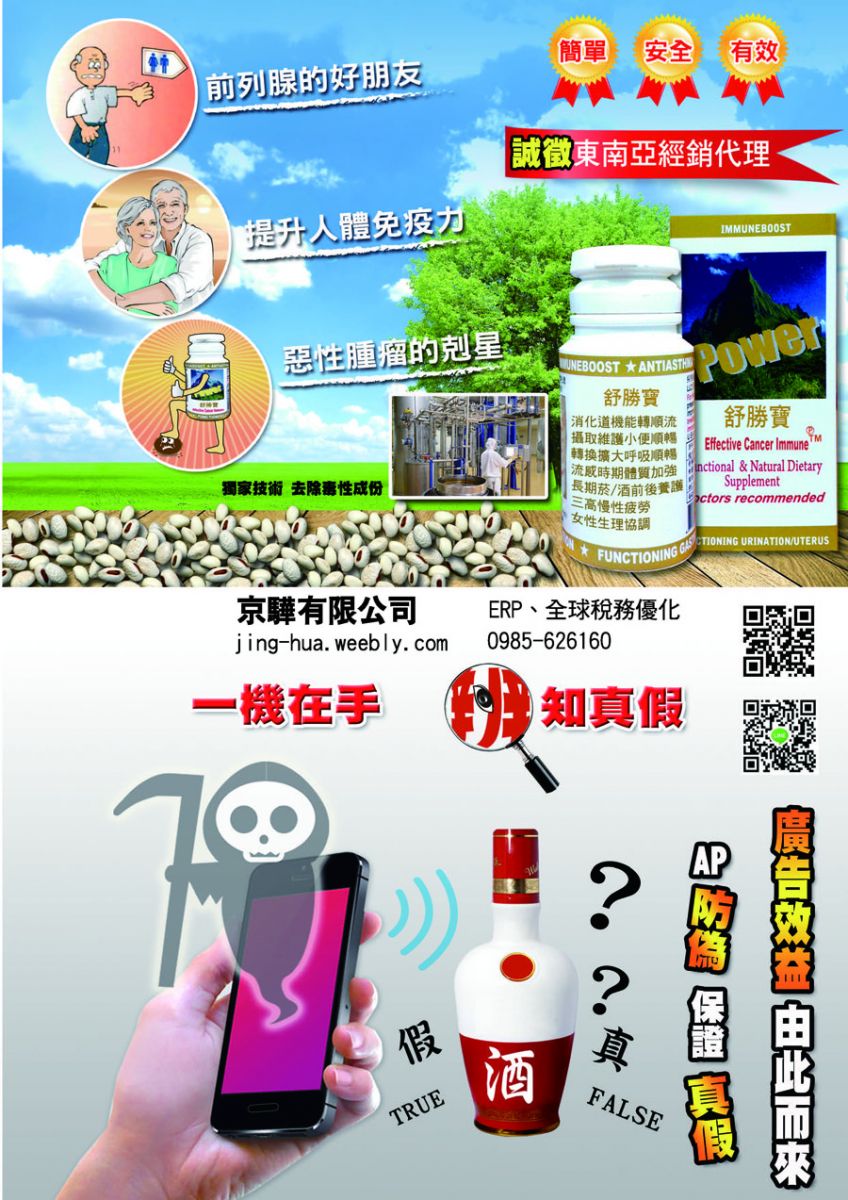 簡單
安全
有效
前列腺的好朋友
誠徵東南亞經銷代理
提升人體免疫力
惡性腫瘤的剋星
獨家技術 去除毒性成份
IMMUNEBOOST
Power
舒勝寶
Effective Cancer Immune
TM
Functional & Natural Dietary
Supplement
doctors recommended
CTIONING URINATION/UTERUS
MUNEBOOST ★ ANTIASTH
舒勝寶
消化道機能轉順流
攝取維護小便順暢
轉換擴大呼吸順暢
流感時期體質加強
長期菸/酒前後養護
三高慢性疲勞
女性生理協調
ON ★ FUNCTIONING GAS
京驊有限公司
jing-hua.weebly.com
ERP、全球稅務優化
0985-626160
一機在手
辨知真假
廣告效益 由此而來
AP 防偽 保證 真假
? ?
假
TRUE
酒
真
FALSE